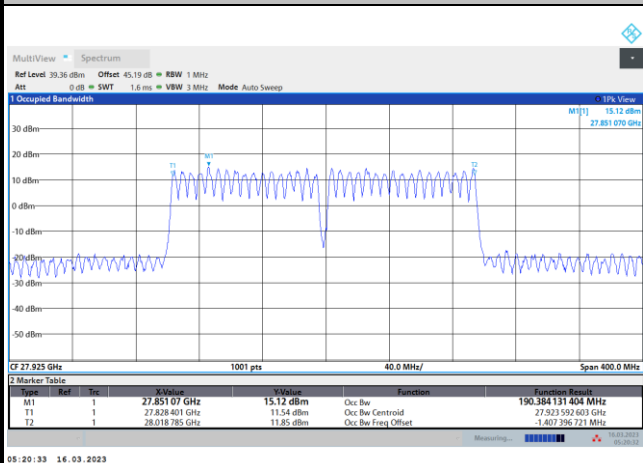 MultiView Spectrum
Ref Level 39.36 dBm Offset 45.19 dB RBW 1 MHz
Att 0 dB SWT 1.6 ms VBW 3 MHz Mode Auto Sweep
1 Occupied Bandwidth 1Pk View
M1[1] 15.12 dBm
27.851 070 GHz
30 dBm
20 dBm
M1
T1 T2
10 dBm
0 dBm
-10 dBm
-20 dBm
-30 dBm
-40 dBm
-50 dBm
CF 27.925 GHz 1001 pts 40.0 MHz/ Span 400.0 MHz
2 Marker Table
Type Ref Trc X-Value Y-Value Function Function Result
M1 1 27.851 07 GHz 15.12 dBm Occ Bw 190.384 131 404 MHz
T1 1 27.828 401 GHz 11.54 dBm Occ Bw Centroid 27.923 592 603 GHz
T2 1 28.018 785 GHz 11.85 dBm Occ Bw Freq Offset -1.407 396 721 MHz
Measuring... 16.03.2023
05:20:32
05:20:33 16.03.2023